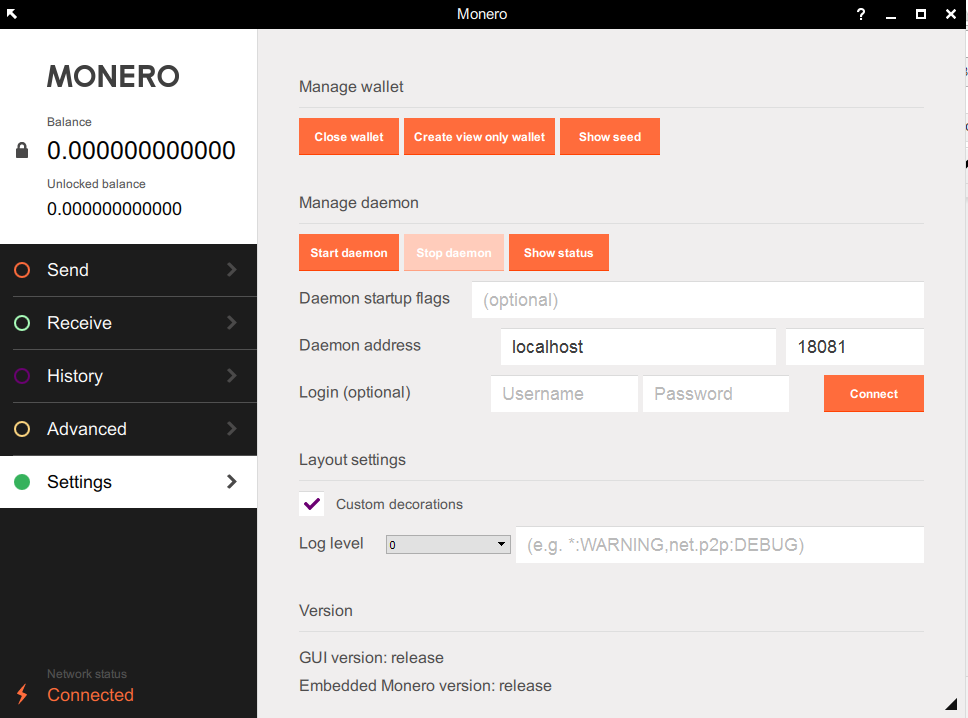 Monero
?
MONERO
Balance
0.000000000000
Unlocked balance
0.000000000000
Send
Receive
History
Advanced
Settings
Network status
Connected
Manage wallet
Close wallet
Create view only wallet
Show seed
Manage daemon
Start daemon
Stop daemon
Show status
Daemon startup flags
(optional)
Daemon address
localhost
18081
Login (optional)
Username
Password
Connect
Layout settings
Custom decorations
Log level
0
(e.g. *:WARNING,net.p2p:DEBUG)
Version
GUI version: release
Embedded Monero version: release